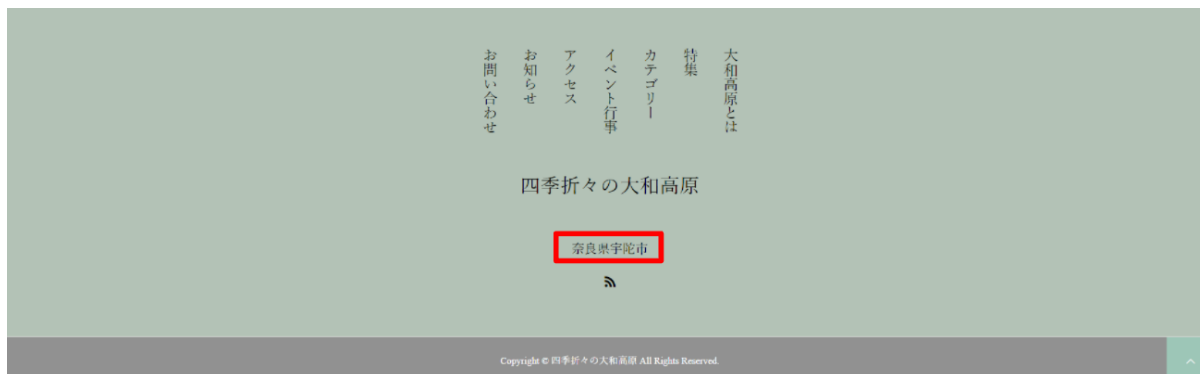 大和高原とは
特集
カテゴリー
イベント行事
アクセス
お知らせ
お問い合わせ
四季折々の大和高原
奈良県宇陀市
Copyright © 四季折々の大和高原 All Rights Reserved.